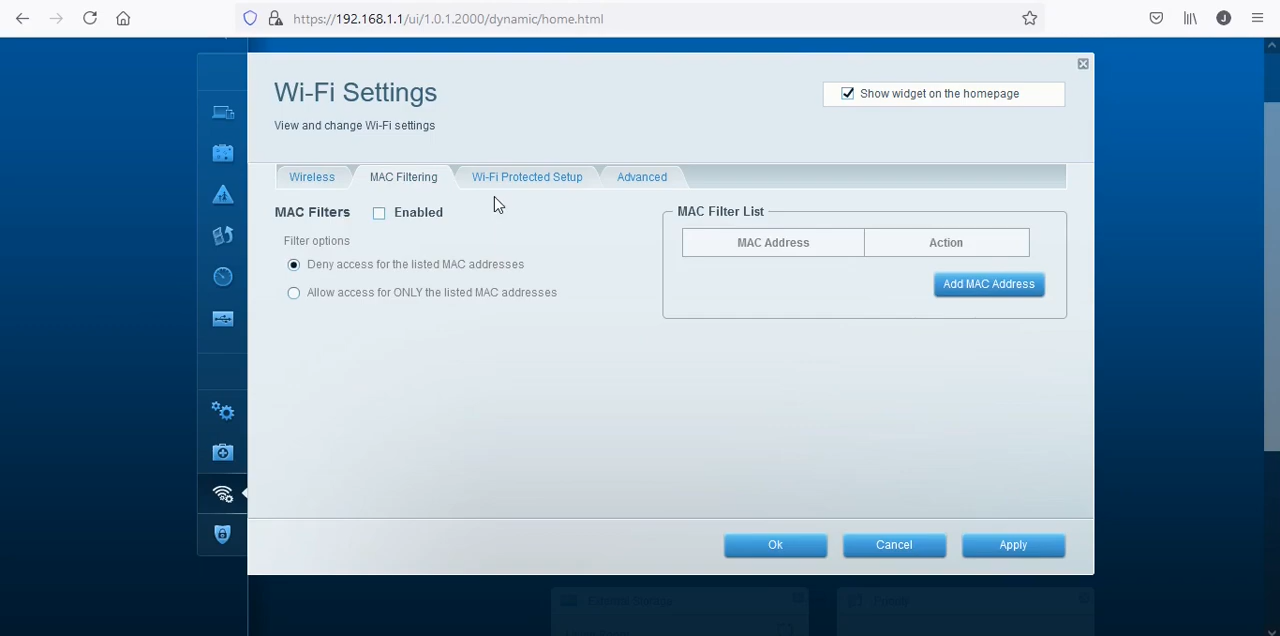 https://192.168.1.1/ui/1.0.1.2000/dynamic/home.html
J
Wi-Fi Settings
Show widget on the homepage
View and change Wi-Fi settings
Wireless
MAC Filtering
Wi-Fi Protected Setup
Advanced
MAC Filters
Enabled
MAC Filter List
Filter options
MAC Address
Action
Deny access for the listed MAC addresses
Add MAC Address
Allow access for ONLY the listed MAC addresses
Ok
Cancel
Apply
External Storage